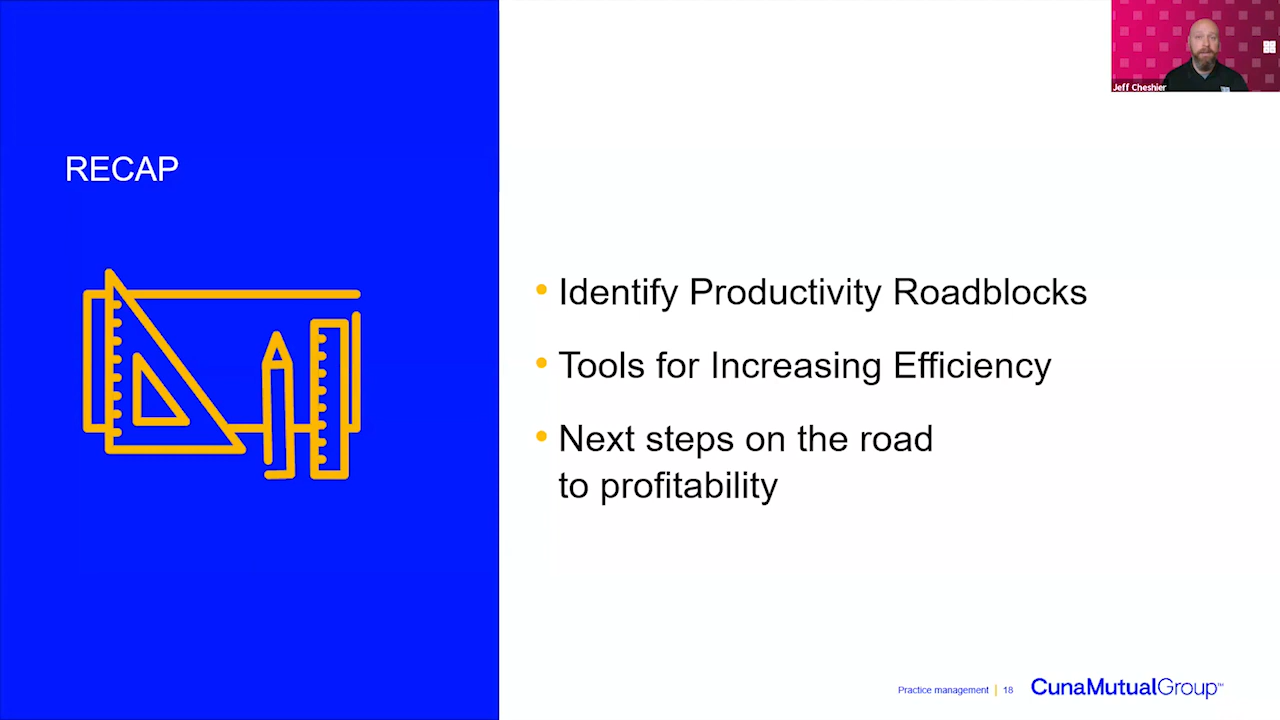 Jeff Cheshier
RECAP
• Identify Productivity Roadblocks
• Tools for Increasing Efficiency
• Next steps on the road
to profitability
Practice management | 18
CunaMutualGroup™